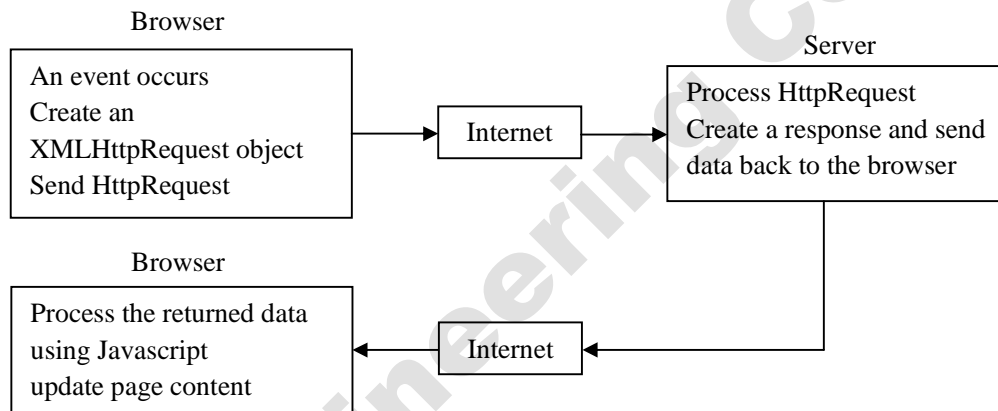 Browser
An event occurs
Create an
XMLHttpRequest object
Send HttpRequest
Internet
Server
Process HttpRequest
Create a response and send
data back to the browser
Browser
Process the returned data
using Javascript
update page content
Internet